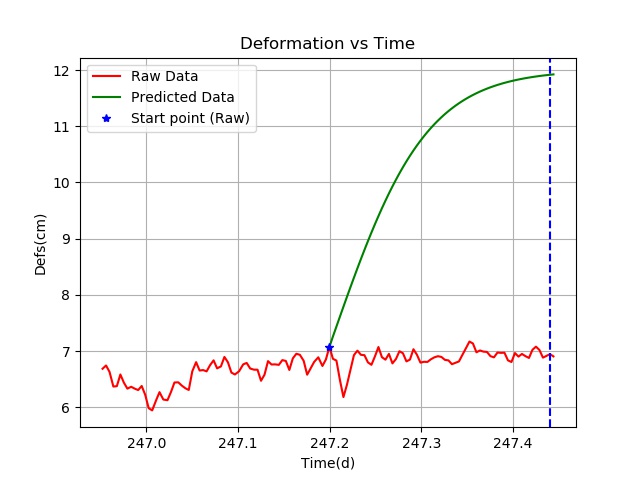 Deformation vs Time
Raw Data
Predicted Data
Start point (Raw)
12
11
10
9
8
7
6
Defs(cm)
247.0 247.1 247.2 247.3 247.4
Time(d)